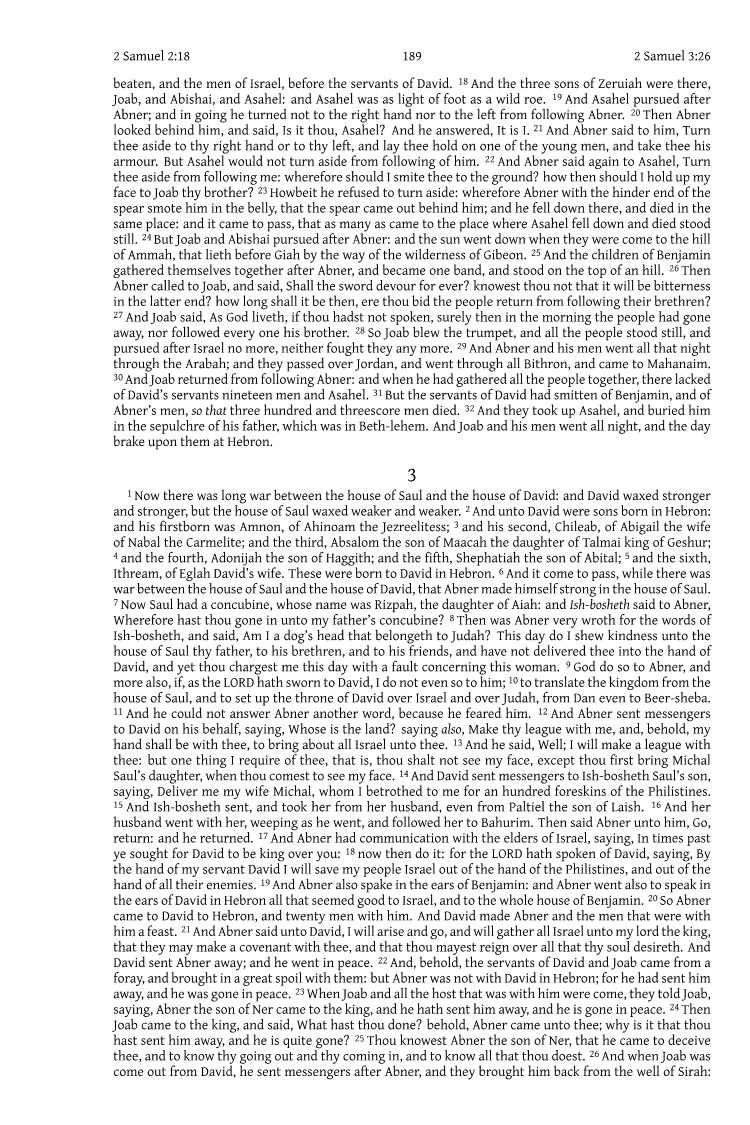 2 Samuel 2:18 189 2 Samuel 3:26
beaten, and the men of Israel, before the servants of David. 18 And the three sons of Zeruiah were there,
Joab, and Abishai, and Asahel: and Asahel was as light of foot as a wild roe. 19 And Asahel pursued after
Abner; and in going he turned not to the right hand nor to the left from following Abner. 20 Then Abner
looked behind him, and said, Is it thou, Asahel? And he answered, It is I. 21 And Abner said to him, Turn
thee aside to thy right hand or to thy left, and lay thee hold on one of the young men, and take thee his
armour. But Asahel would not turn aside from following of him. 22 And Abner said again to Asahel, Turn
thee aside from following me: wherefore should I smite thee to the ground? how then should I hold up my
face to Joab thy brother? 23 Howbeit he refused to turn aside: wherefore Abner with the hinder end of the
spear smote him in the belly, that the spear came out behind him; and he fell down there, and died in the
same place: and it came to pass, that as many as came to the place where Asahel fell down and died stood
still. 24 But Joab and Abishai pursued after Abner: and the sun went down when they were come to the hill
of Ammah, that lieth before Giah by the way of the wilderness of Gibeon. 25 And the children of Benjamin
gathered themselves together after Abner, and became one band, and stood on the top of an hill. 26 Then
Abner called to Joab, and said, Shall the sword devour for ever? knowest thou not that it will be bitterness
in the latter end? how long shall it be then, ere thou bid the people return from following their brethren?
27 And Joab said, As God liveth, if thou hadst not spoken, surely then in the morning the people had gone
away, nor followed every one his brother. 28 So Joab blew the trumpet, and all the people stood still, and
pursued after Israel no more, neither fought they any more. 29 And Abner and his men went all that night
through the Arabah; and they passed over Jordan, and went through all Bithron, and came to Mahanaim.
30 And Joab returned from following Abner: and when he had gathered all the people together, there lacked
of David's servants nineteen men and Asahel. 31 But the servants of David had smitten of Benjamin, and of
Abner's men, so that three hundred and threescore men died. 32 And they took up Asahel, and buried him
in the sepulchre of his father, which was in Beth-lehem. And Joab and his men went all night, and the day
brake upon them at Hebron.
3
1 Now there was long war between the house of Saul and the house of David: and David waxed stronger
and stronger, but the house of Saul waxed weaker and weaker. 2 And unto David were sons born in Hebron:
and his firstborn was Amnon, of Ahinoam the Jezreelitess; 3 and his second, Chileab, of Abigail the wife
of Nabal the Carmelite; and the third, Absalom the son of Maacah the daughter of Talmai king of Geshur;
4 and the fourth, Adonijah the son of Haggith; and the fifth, Shephatiah the son of Abital; 5 and the sixth,
Ithream, of Eglah David's wife. These were born to David in Hebron. 6 And it came to pass, while there was
war between the house of Saul and the house of David, that Abner made himself strong in the house of Saul.
7 Now Saul had a concubine, whose name was Rizpah, the daughter of Aiah: and Ish-bosheth said to Abner,
Wherefore hast thou gone in unto my father's concubine? 8 Then was Abner very wroth for the words of
Ish-bosheth, and said, Am I a dog's head that belongeth to Judah? This day do I shew kindness unto the
house of Saul thy father, to his brethren, and to his friends, and have not delivered thee into the hand of
David, and yet thou chargest me this day with a fault concerning this woman. 9 God do so to Abner, and
more also, if, as the LORD hath sworn to David, I do not even so to him; 10 to translate the kingdom from the
house of Saul, and to set up the throne of David over Israel and over Judah, from Dan even to Beer-sheba.
11 And he could not answer Abner another word, because he feared him. 12 And Abner sent messengers
to David on his behalf, saying, Whose is the land? saying also, Make thy league with me, and, behold, my
hand shall be with thee, to bring about all Israel unto thee. 13 And he said, Well; I will make a league with
thee: but one thing I require of thee, that is, thou shalt not see my face, except thou first bring Michal
Saul's daughter, when thou comest to see my face. 14 And David sent messengers to Ish-bosheth Saul's son,
saying, Deliver me my wife Michal, whom I betrothed to me for an hundred foreskins of the Philistines.
15 And Ish-bosheth sent, and took her from her husband, even from Paltiel the son of Laish. 16 And her
husband went with her, weeping as he went, and followed her to Bahurim. Then said Abner unto him, Go,
return: and he returned. 17 And Abner had communication with the elders of Israel, saying, In times past
ye sought for David to be king over you: 18 now then do it: for the LORD hath spoken of David, saying, By
the hand of my servant David I will save my people Israel out of the hand of the Philistines, and out of the
hand of all their enemies. 19 And Abner also spake in the ears of Benjamin: and Abner went also to speak in
the ears of David in Hebron all that seemed good to Israel, and to the whole house of Benjamin. 20 So Abner
came to David to Hebron, and twenty men with him. And David made Abner and the men that were with
him a feast. 21 And Abner said unto David, I will arise and go, and will gather all Israel unto my lord the king,
that they may make a covenant with thee, and that thou mayest reign over all that thy soul desireth. And
David sent Abner away; and he went in peace. 22 And, behold, the servants of David and Joab came from a
foray, and brought in a great spoil with them: but Abner was not with David in Hebron; for he had sent him
away, and he was gone in peace. 23 When Joab and all the host that was with him were come, they told Joab,
saying, Abner the son of Ner came to the king, and he hath sent him away, and he is gone in peace. 24 Then
Joab came to the king, and said, What hast thou done? behold, Abner came unto thee; why is it that thou
hast sent him away, and he is quite gone? 25 Thou knowest Abner the son of Ner, that he came to deceive
thee, and to know thy going out and thy coming in, and to know all that thou doest. 26 And when Joab was
come out from David, he sent messengers after Abner, and they brought him back from the well of Sirah: